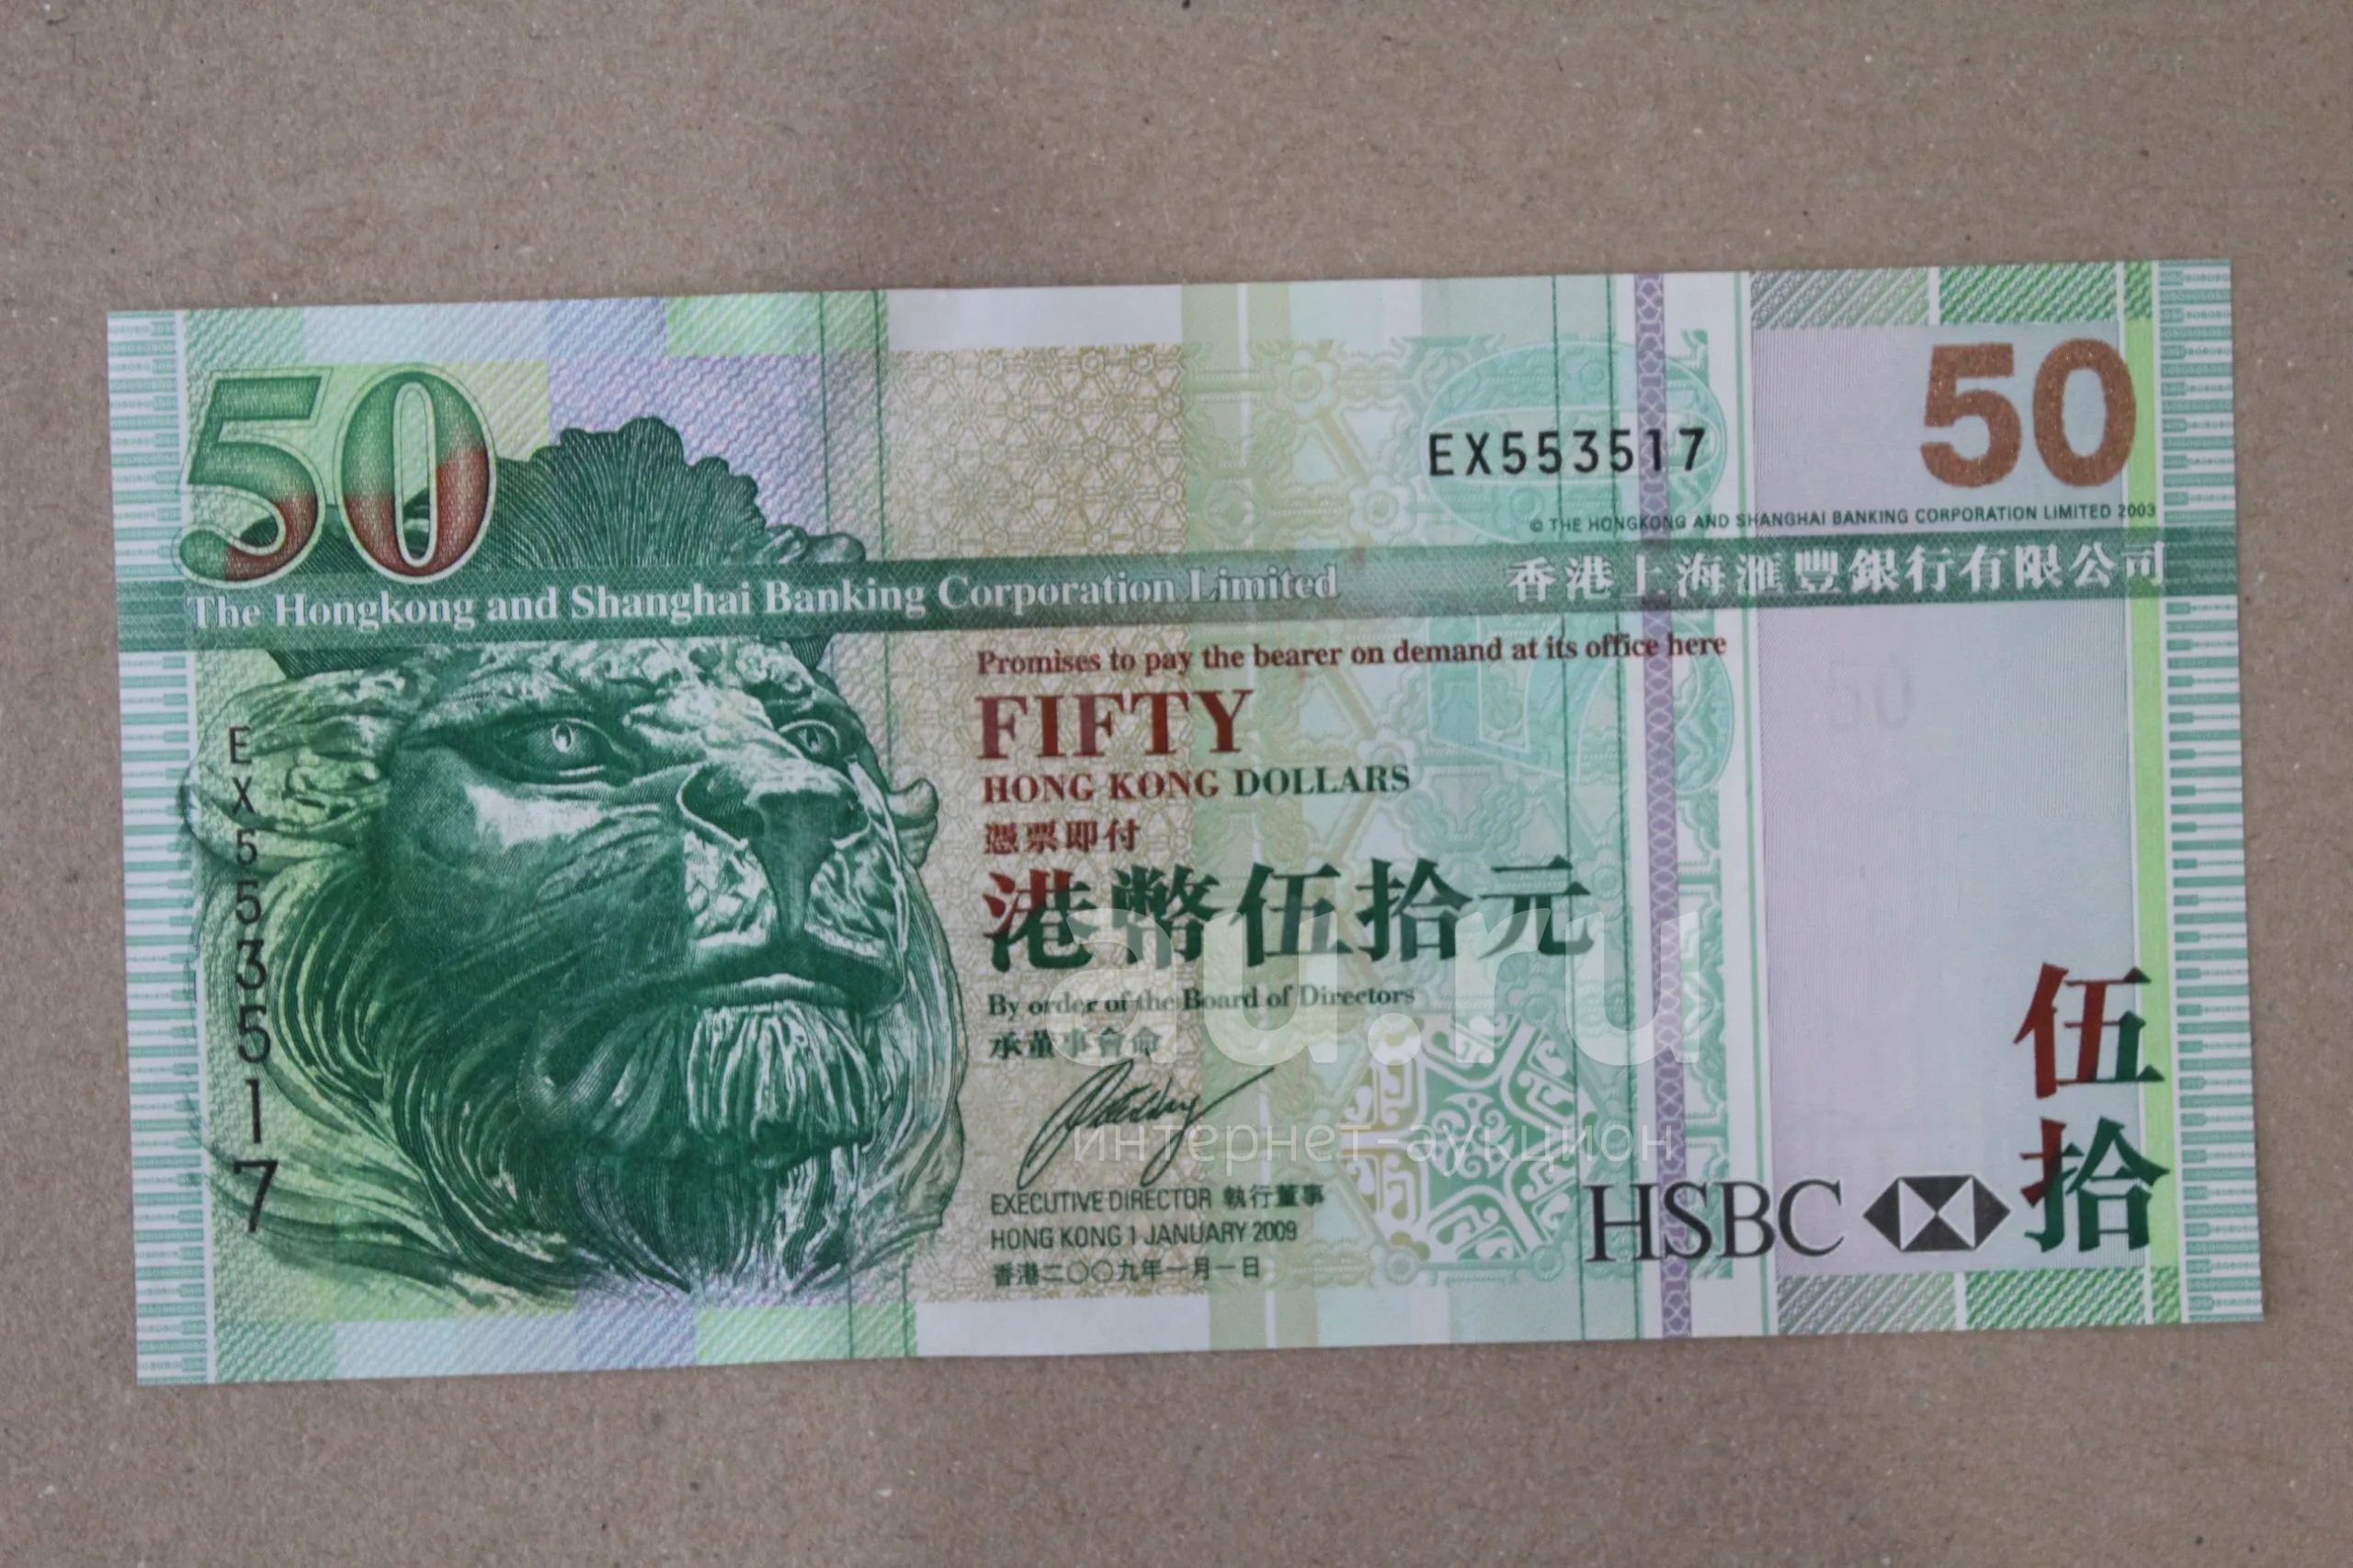 50
50
EX553517
© THE HONGKONG AND SHANGHAI BANKING CORPORATION LIMITED 2003
The Hongkong and Shanghai Banking Corporation Limited
香港上海滙豐銀行有限公司
Promises to pay the bearer on demand at its office here
FIFTY
HONG KONG DOLLARS
憑票即付
港幣伍拾元
By order of the Board of Directors
承董事會命
EXECUTIVE DIRECTOR 執行董事
HONG KONG 1 JANUARY 2009
香港二〇〇九年一月一日
EX553517
50
伍拾
HSBC
au.ru
интернет-аукцион